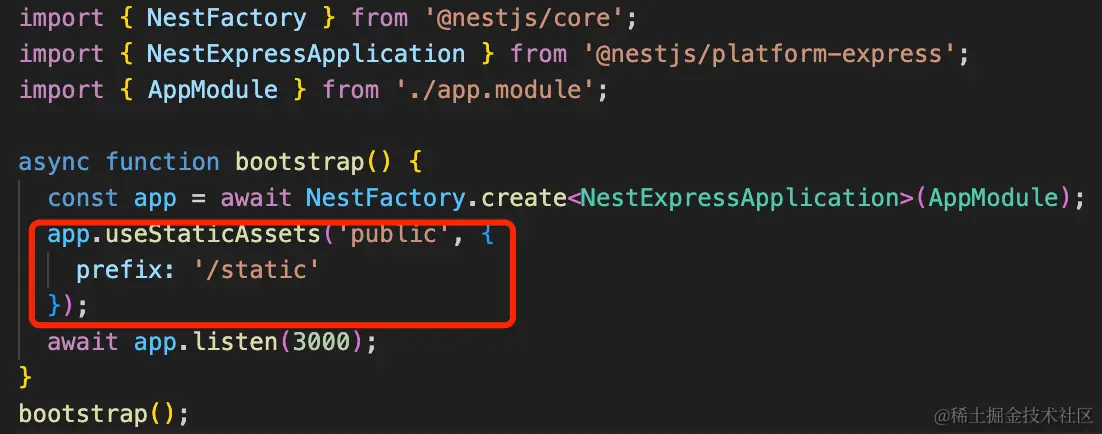 import { NestFactory } from '@nestjs/core';
import { NestExpressApplication } from '@nestjs/platform-express';
import { AppModule } from './app.module';
async function bootstrap() {
const app = await NestFactory.create<NestExpressApplication>(AppModule);
app.useStaticAssets('public', {
prefix: '/static'
});
await app.listen(3000);
}
bootstrap();
@稀土掘金技术社区